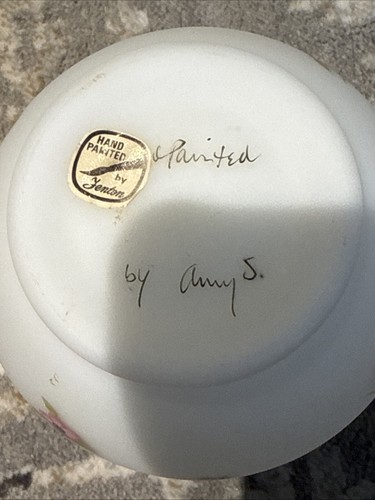 HAND
PAINTED
by
Fenton
Painted
by Amy S.